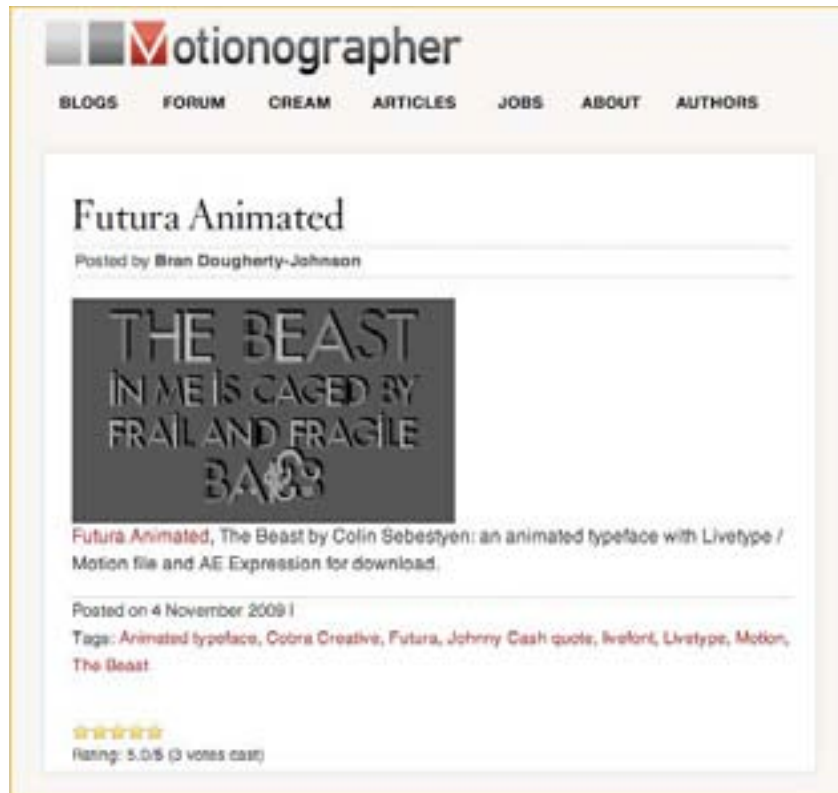 Motionographer
BLOGS FORUM CREAM ARTICLES JOBS ABOUT AUTHORS
Futura Animated
Posted by Bran Dougherty-Johnson
THE BEAST
IN ME IS CAGED BY
FRAIL AND FRAGILE
Futura Animated, The Beast by Colin Sebestyen: an animated typeface with Livetype /
Motion file and AE Expression for download.
Posted on 4 November 2009 |
Tags: Animated typeface, Cobra Creative, Futura, Johnny Cash quote, livefont, Livetype, Motion,
The Beast
Rating: 5.0/5 (3 votes cast)